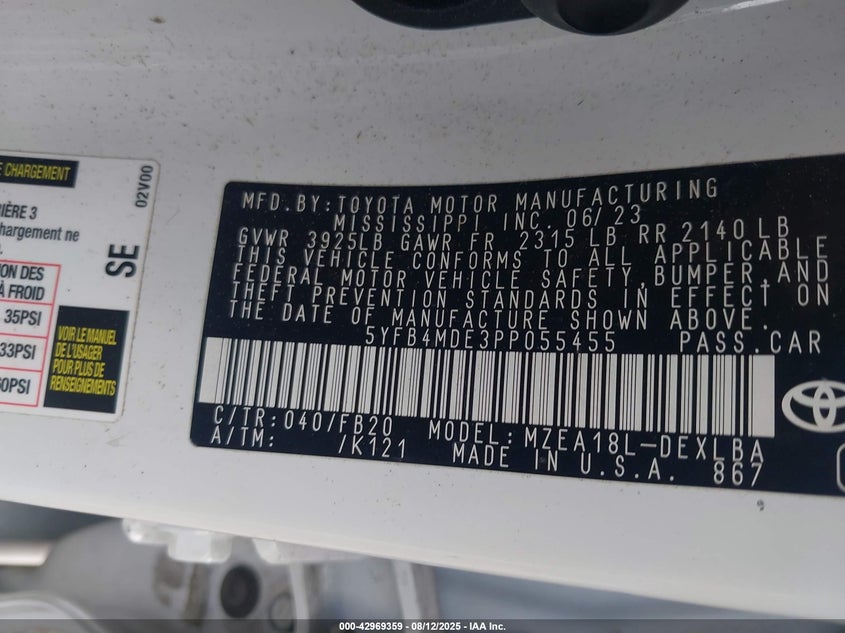 E CHARGEMENT
RIÈRE 3
chargement ne
ION DES
À FROID
35PSI
33PSI
60PSI
SE
02V00
VOIR LE MANUEL
DE L'USAGER
POUR PLUS DE
RENSEIGNEMENTS
MFD. BY: TOYOTA MOTOR MANUFACTURING
MISSISSIPPI INC. 06/23
GVWR 3925LB GAWR FR 2315 LB RR 2140 LB
THIS VEHICLE CONFORMS TO ALL APPLICABLE
FEDERAL MOTOR VEHICLE SAFETY, BUMPER, AND
THEFT PREVENTION STANDARDS IN EFFECT ON
THE DATE OF MANUFACTURE SHOWN ABOVE.
5YFB4MDE3PP055455 PASS. CAR
C/TR: 040/FB20 MODEL: MZEA18L-DEXLBA
A/TM: /K121 MADE IN U.S.A. 867
000-42969359 - 08/12/2025 - IAA Inc.